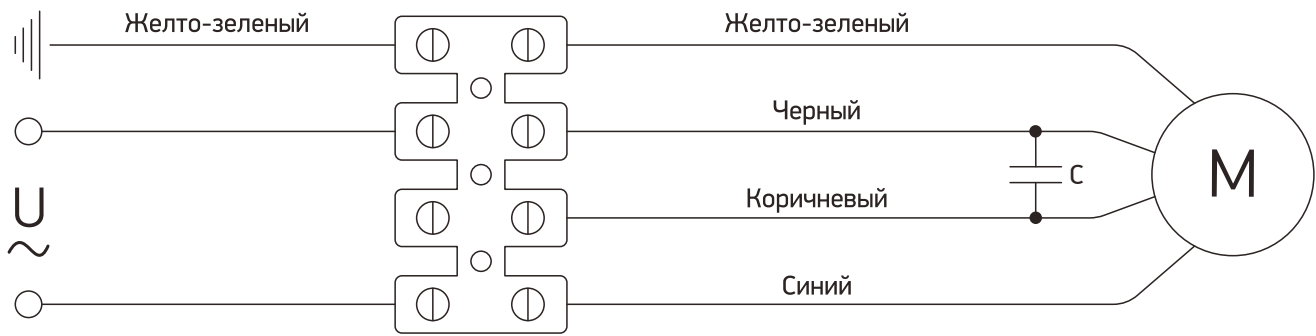 Желто-зеленый
Желто-зеленый
Черный
C
Коричневый
M
U
~
Синий